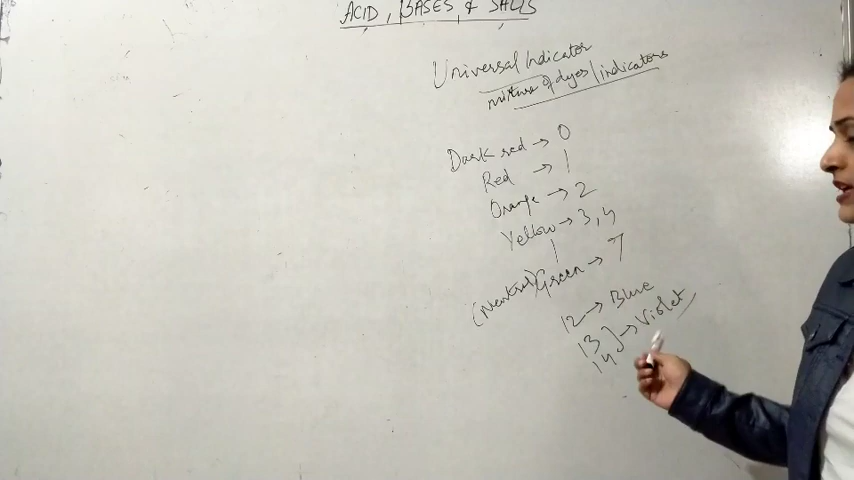 ACID, BASES & SALTS
Universal Indicator
mixture of dyes/indicators
Dark red → 0
Red → 1
Orange → 2
Yellow → 3,4
(Neutral) Green → 7
12 → Blue
13
14 ] → Violet